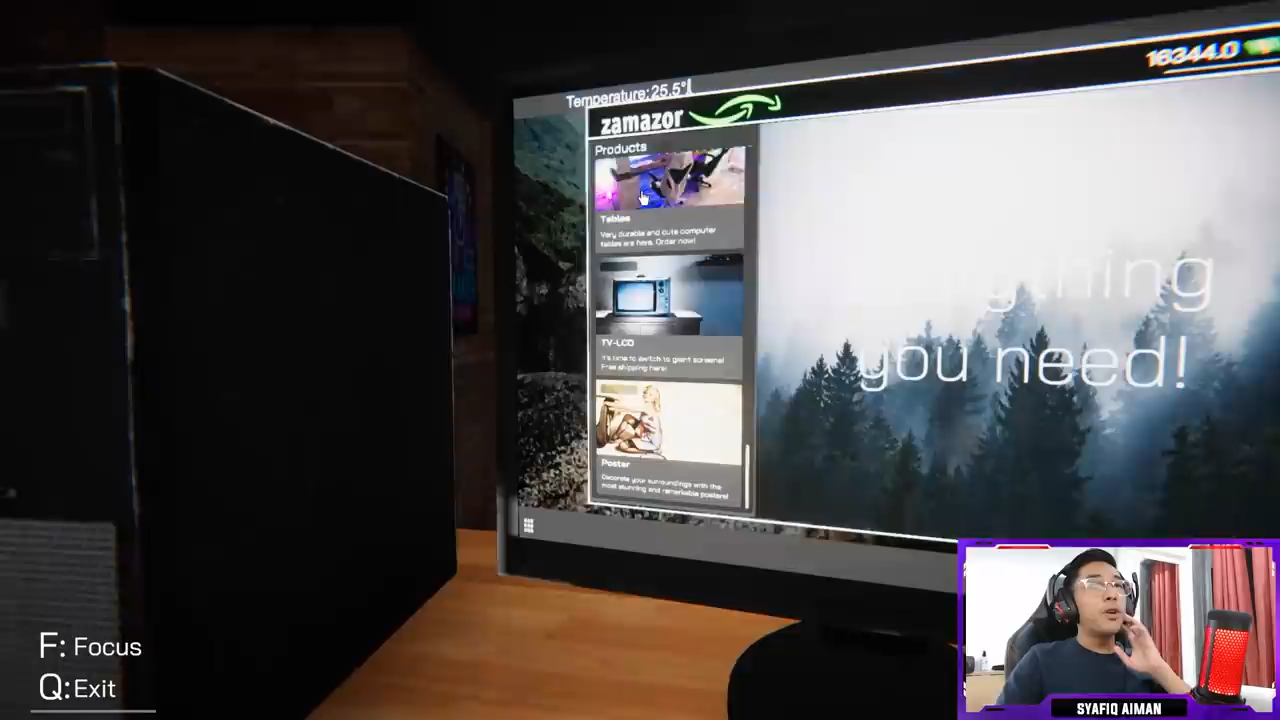 Temperature: 25.5°
16344.0
zamazor
Products
Tables
Very durable and cute computer
tables are here. Order now!
TV-LCD
It's time to switch to giant screens!
Free shipping here!
Poster
Decorate your surroundings with the
most stunning and remarkable posters!
you need!
F: Focus
Q: Exit
SYAFIQ AIMAN